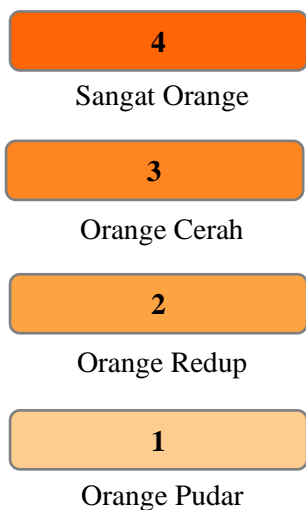 4
Sangat Orange
3
Orange Cerah
2
Orange Redup
1
Orange Pudar